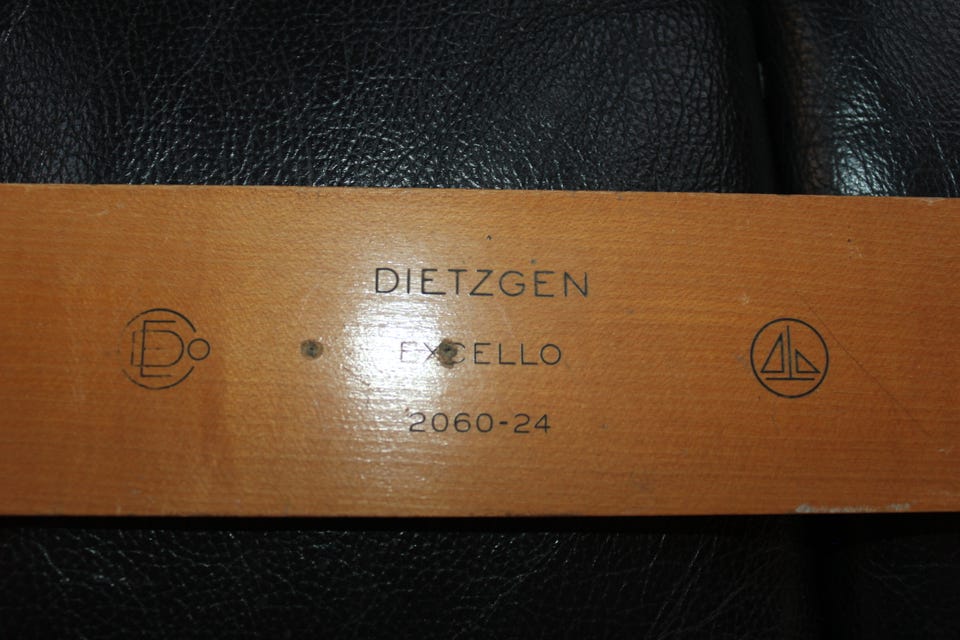 DIETZGEN
EXCELLO
2060-24